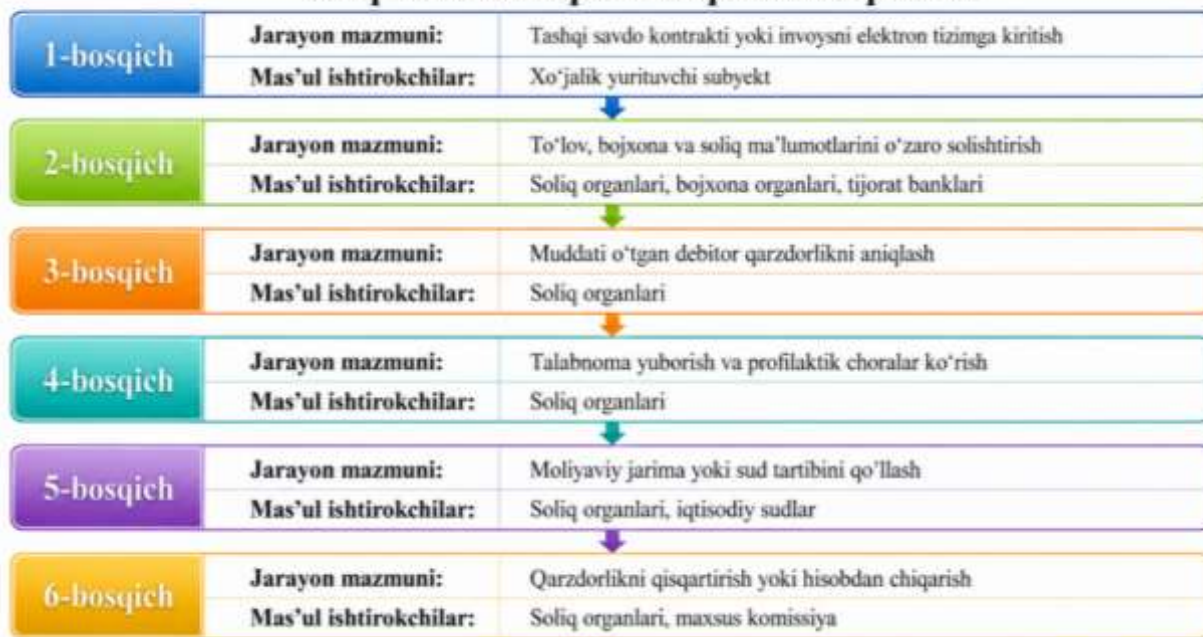 1-bosqich
Jarayon mazmuni: Tashqi savdo kontrakti yoki invoysni elektron tizimga kiritish
Mas’ul ishtirokchilar: Xo‘jalik yurituvchi subyekt
2-bosqich
Jarayon mazmuni: To‘lov, bojxona va soliq ma’lumotlarini o‘zaro solishtirish
Mas’ul ishtirokchilar: Soliq organlari, bojxona organlari, tijorat banklari
3-bosqich
Jarayon mazmuni: Muddati o‘tgan debitor qarzdorlikni aniqlash
Mas’ul ishtirokchilar: Soliq organlari
4-bosqich
Jarayon mazmuni: Talabnoma yuborish va profilaktik choralar ko‘rish
Mas’ul ishtirokchilar: Soliq organlari
5-bosqich
Jarayon mazmuni: Moliyaviy jarima yoki sud tartibini qo’llash
Mas’ul ishtirokchilar: Soliq organlari, iqtisodiy sudlar
6-bosqich
Jarayon mazmuni: Qarzdorlikni qisqartirish yoki hisobdan chiqarish
Mas’ul ishtirokchilar: Soliq organlari, maxsus komissiya